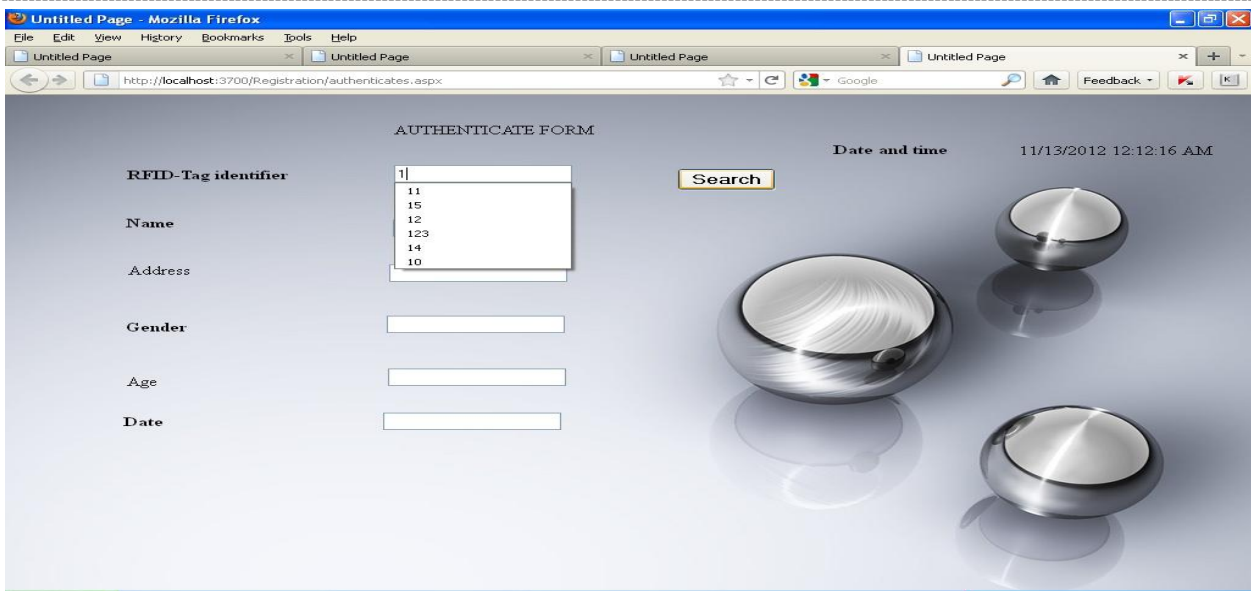 Untitled Page - Mozilla Firefox
File Edit View History Bookmarks Tools Help
Untitled Page Untitled Page Untitled Page Untitled Page
http://localhost:3700/Registration/authenticates.aspx Google Feedback
AUTHENTICATE FORM
Date and time 11/13/2012 12:12:16 AM
RFID-Tag identifier 1 Search
11
15
Name 12
123
14
10
Address
Gender
Age
Date